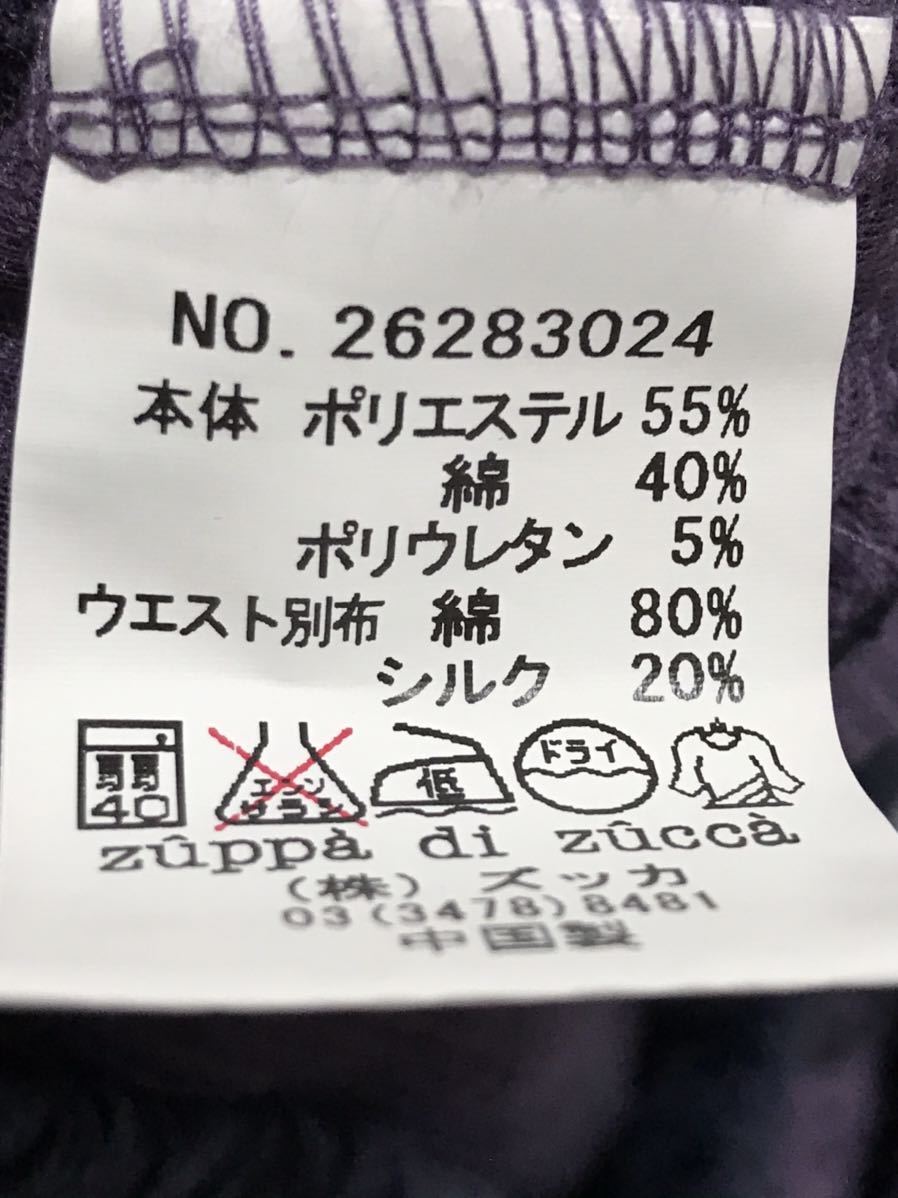 NO. 26283024
本体 ポリエステル 55%
綿 40%
ポリウレタン 5%
ウエスト別布 綿 80%
シルク 20%
弱 40 エンソサラシ 低 ドライ
zûppà di zûccà
(株) ズッカ
03(3478)8481
中国製